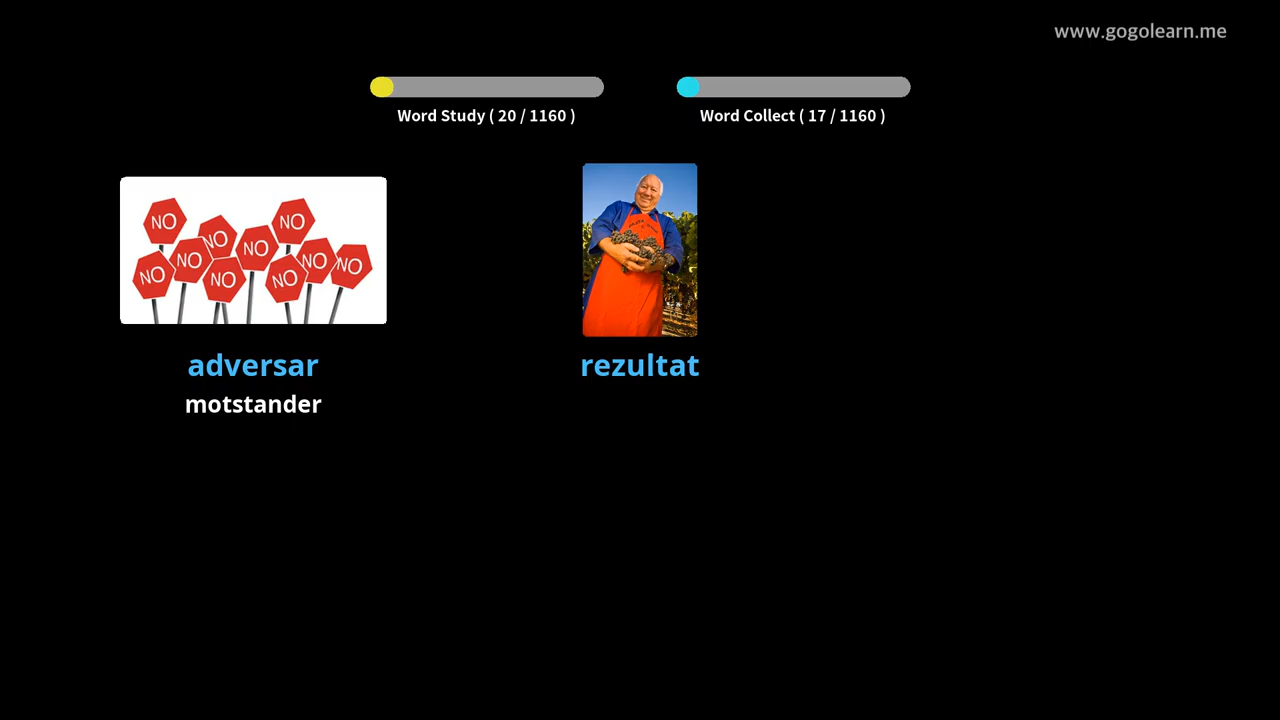 www.gogolearn.me
Word Study ( 20 / 1160 )
Word Collect ( 17 / 1160 )
NO
NO
NO
NO
NO
NO
NO
NO
NO
NO
adversar
motstander
rezultat